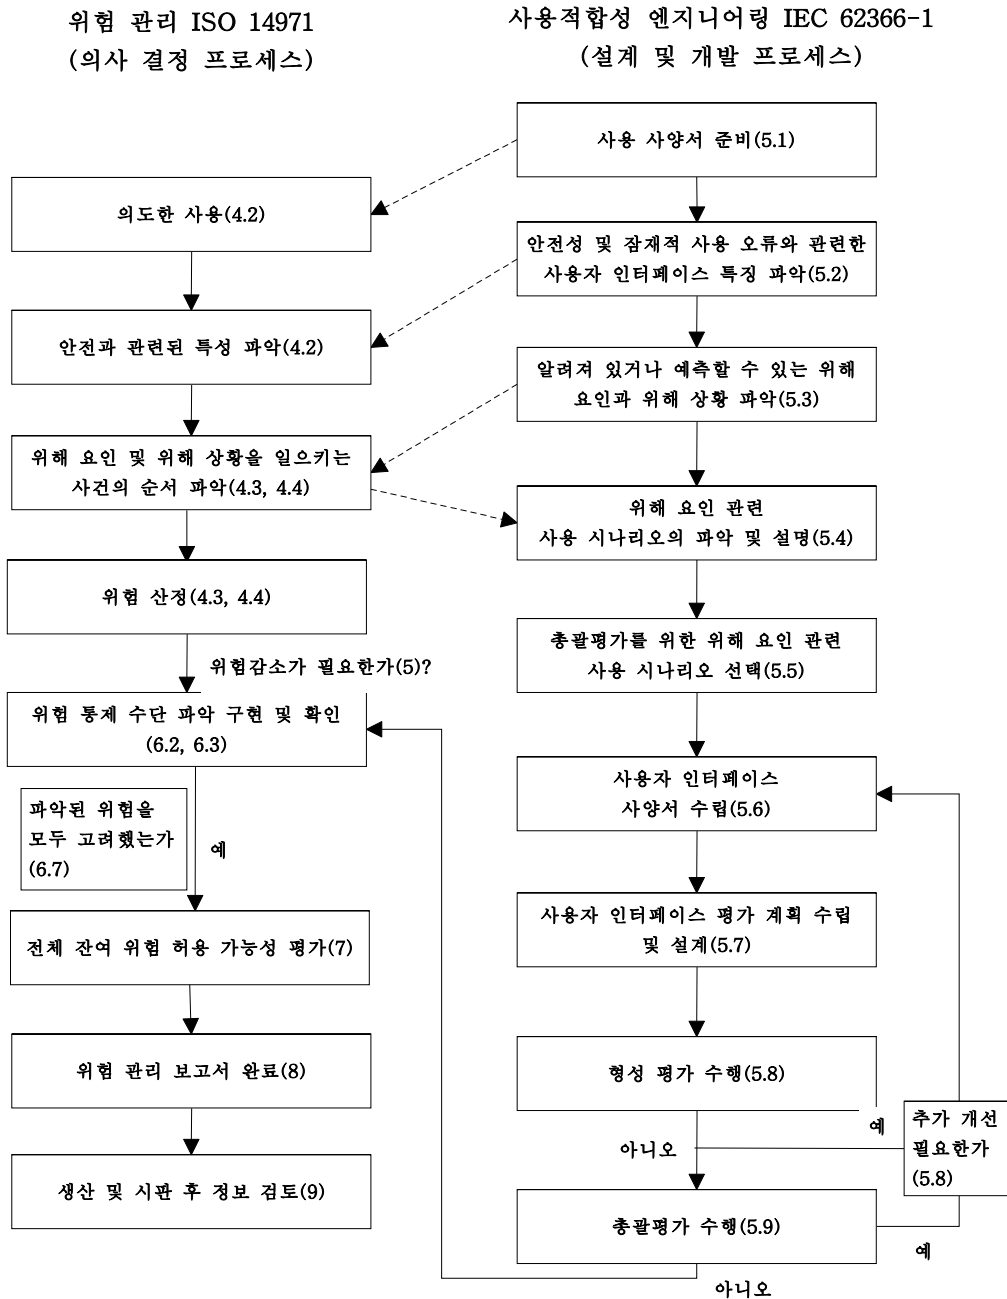 위험 관리 ISO 14971
(의사 결정 프로세스)
사용적합성 엔지니어링 IEC 62366-1
(설계 및 개발 프로세스)
사용 사양서 준비(5.1)
의도한 사용(4.2)
안전성 및 잠재적 사용 오류와 관련한
사용자 인터페이스 특징 파악(5.2)
안전과 관련된 특성 파악(4.2)
알려져 있거나 예측할 수 있는 위해
요인과 위해 상황 파악(5.3)
위해 요인 및 위해 상황을 일으키는
사건의 순서 파악(4.3, 4.4)
위해 요인 관련
사용 시나리오의 파악 및 설명(5.4)
위험 산정(4.3, 4.4)
총괄평가를 위한 위해 요인 관련
사용 시나리오 선택(5.5)
위험감소가 필요한가(5)?
위험 통제 수단 파악 구현 및 확인
(6.2, 6.3)
사용자 인터페이스
사양서 수립(5.6)
파악된 위험을
모두 고려했는가
(6.7)
예
사용자 인터페이스 평가 계획 수립
및 설계(5.7)
전체 잔여 위험 허용 가능성 평가(7)
위험 관리 보고서 완료(8)
형성 평가 수행(5.8)
예
추가 개선
필요한가
(5.8)
아니오
생산 및 시판 후 정보 검토(9)
총괄평가 수행(5.9)
예
아니오